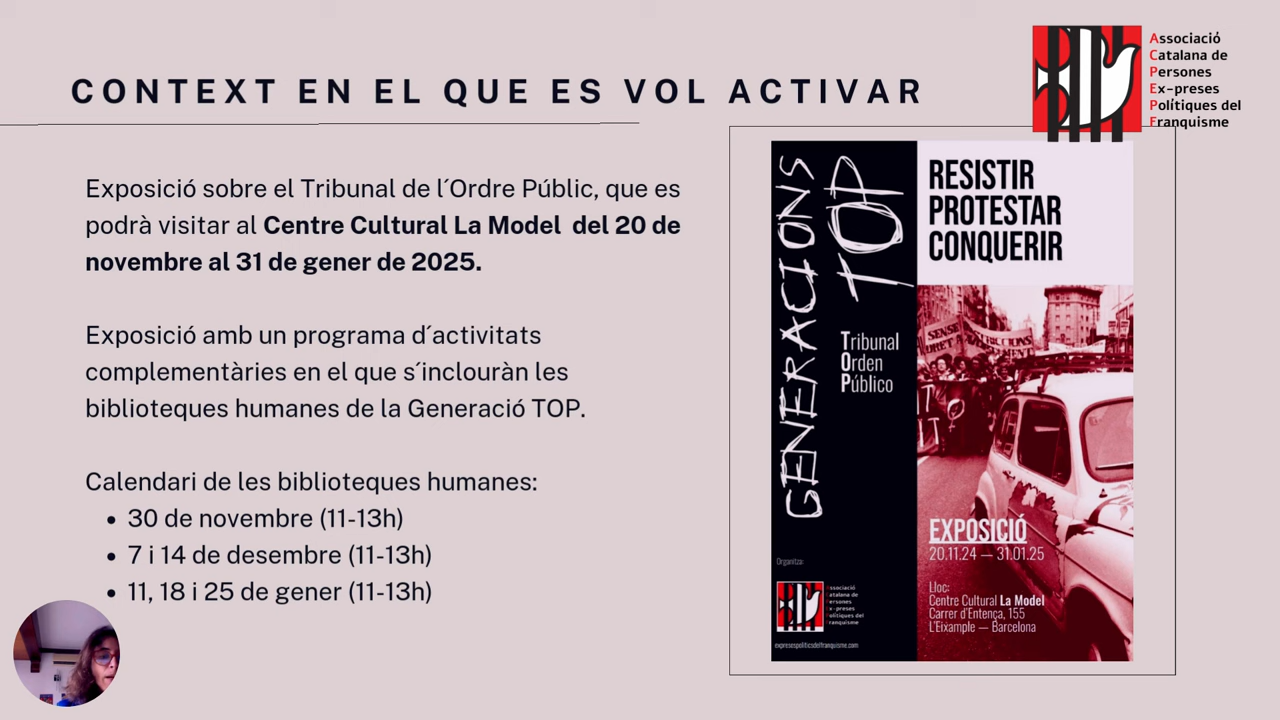 CONTEXT EN EL QUE ES VOL ACTIVAR
Associació
Catalana de
Persones
Ex-preses
Polítiques del
Franquisme
Exposició sobre el Tribunal de l´Ordre Públic, que es
podrà visitar al Centre Cultural La Model  del 20 de
novembre al 31 de gener de 2025.
Exposició amb un programa d´activitats
complementàries en el que s´inclouràn les
biblioteques humanes de la Generació TOP.
Calendari de les biblioteques humanes:
• 30 de novembre (11-13h)
• 7 i 14 de desembre (11-13h)
• 11, 18 i 25 de gener (11-13h)
GENERACIONS
TOP
Tribunal
Orden
Público
RESISTIR
PROTESTAR
CONQUERIR
SENSE
EXPOSICIÓ
20.11.24 — 31.01.25
Lloc:
Centre Cultural La Model
Carrer d'Entença, 155
L'Eixample — Barcelona
Organitza:
Associació
Catalana de
Persones
Ex-preses
Polítiques del
Franquisme
expresespolitiquesdelfranquisme.com